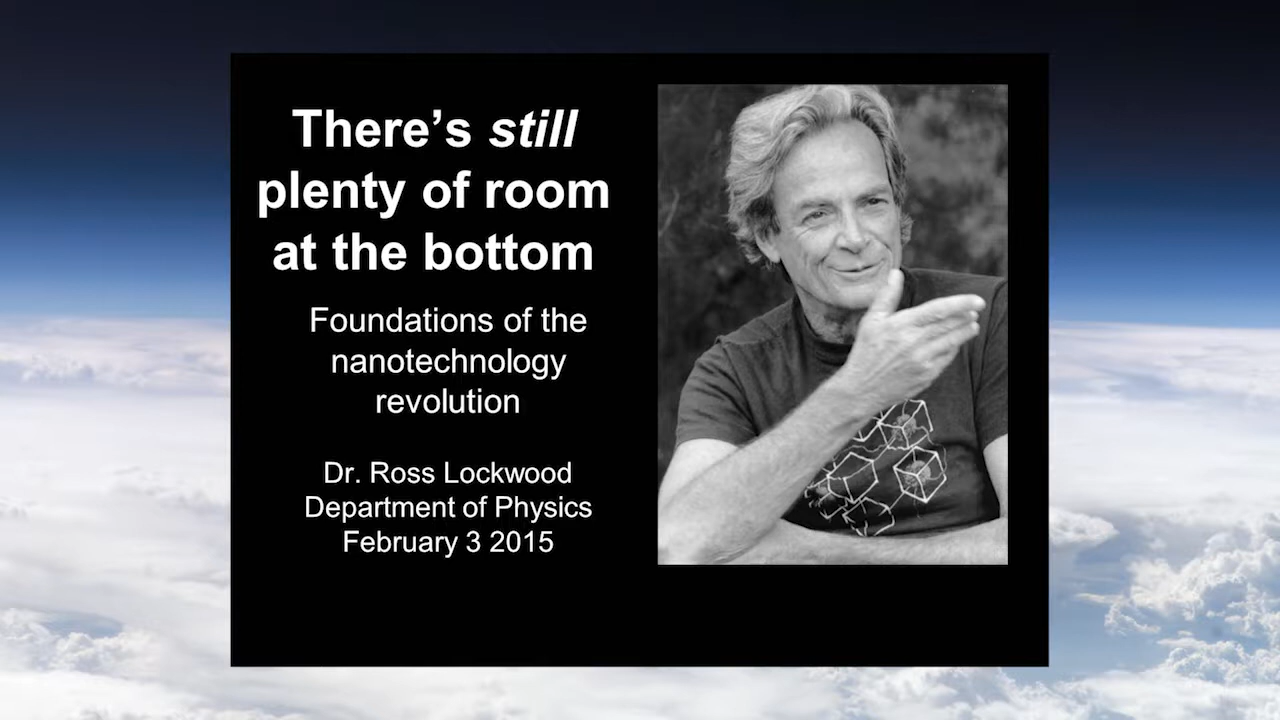 There’s still
plenty of room
at the bottom
Foundations of the
nanotechnology
revolution
Dr. Ross Lockwood
Department of Physics
February 3 2015